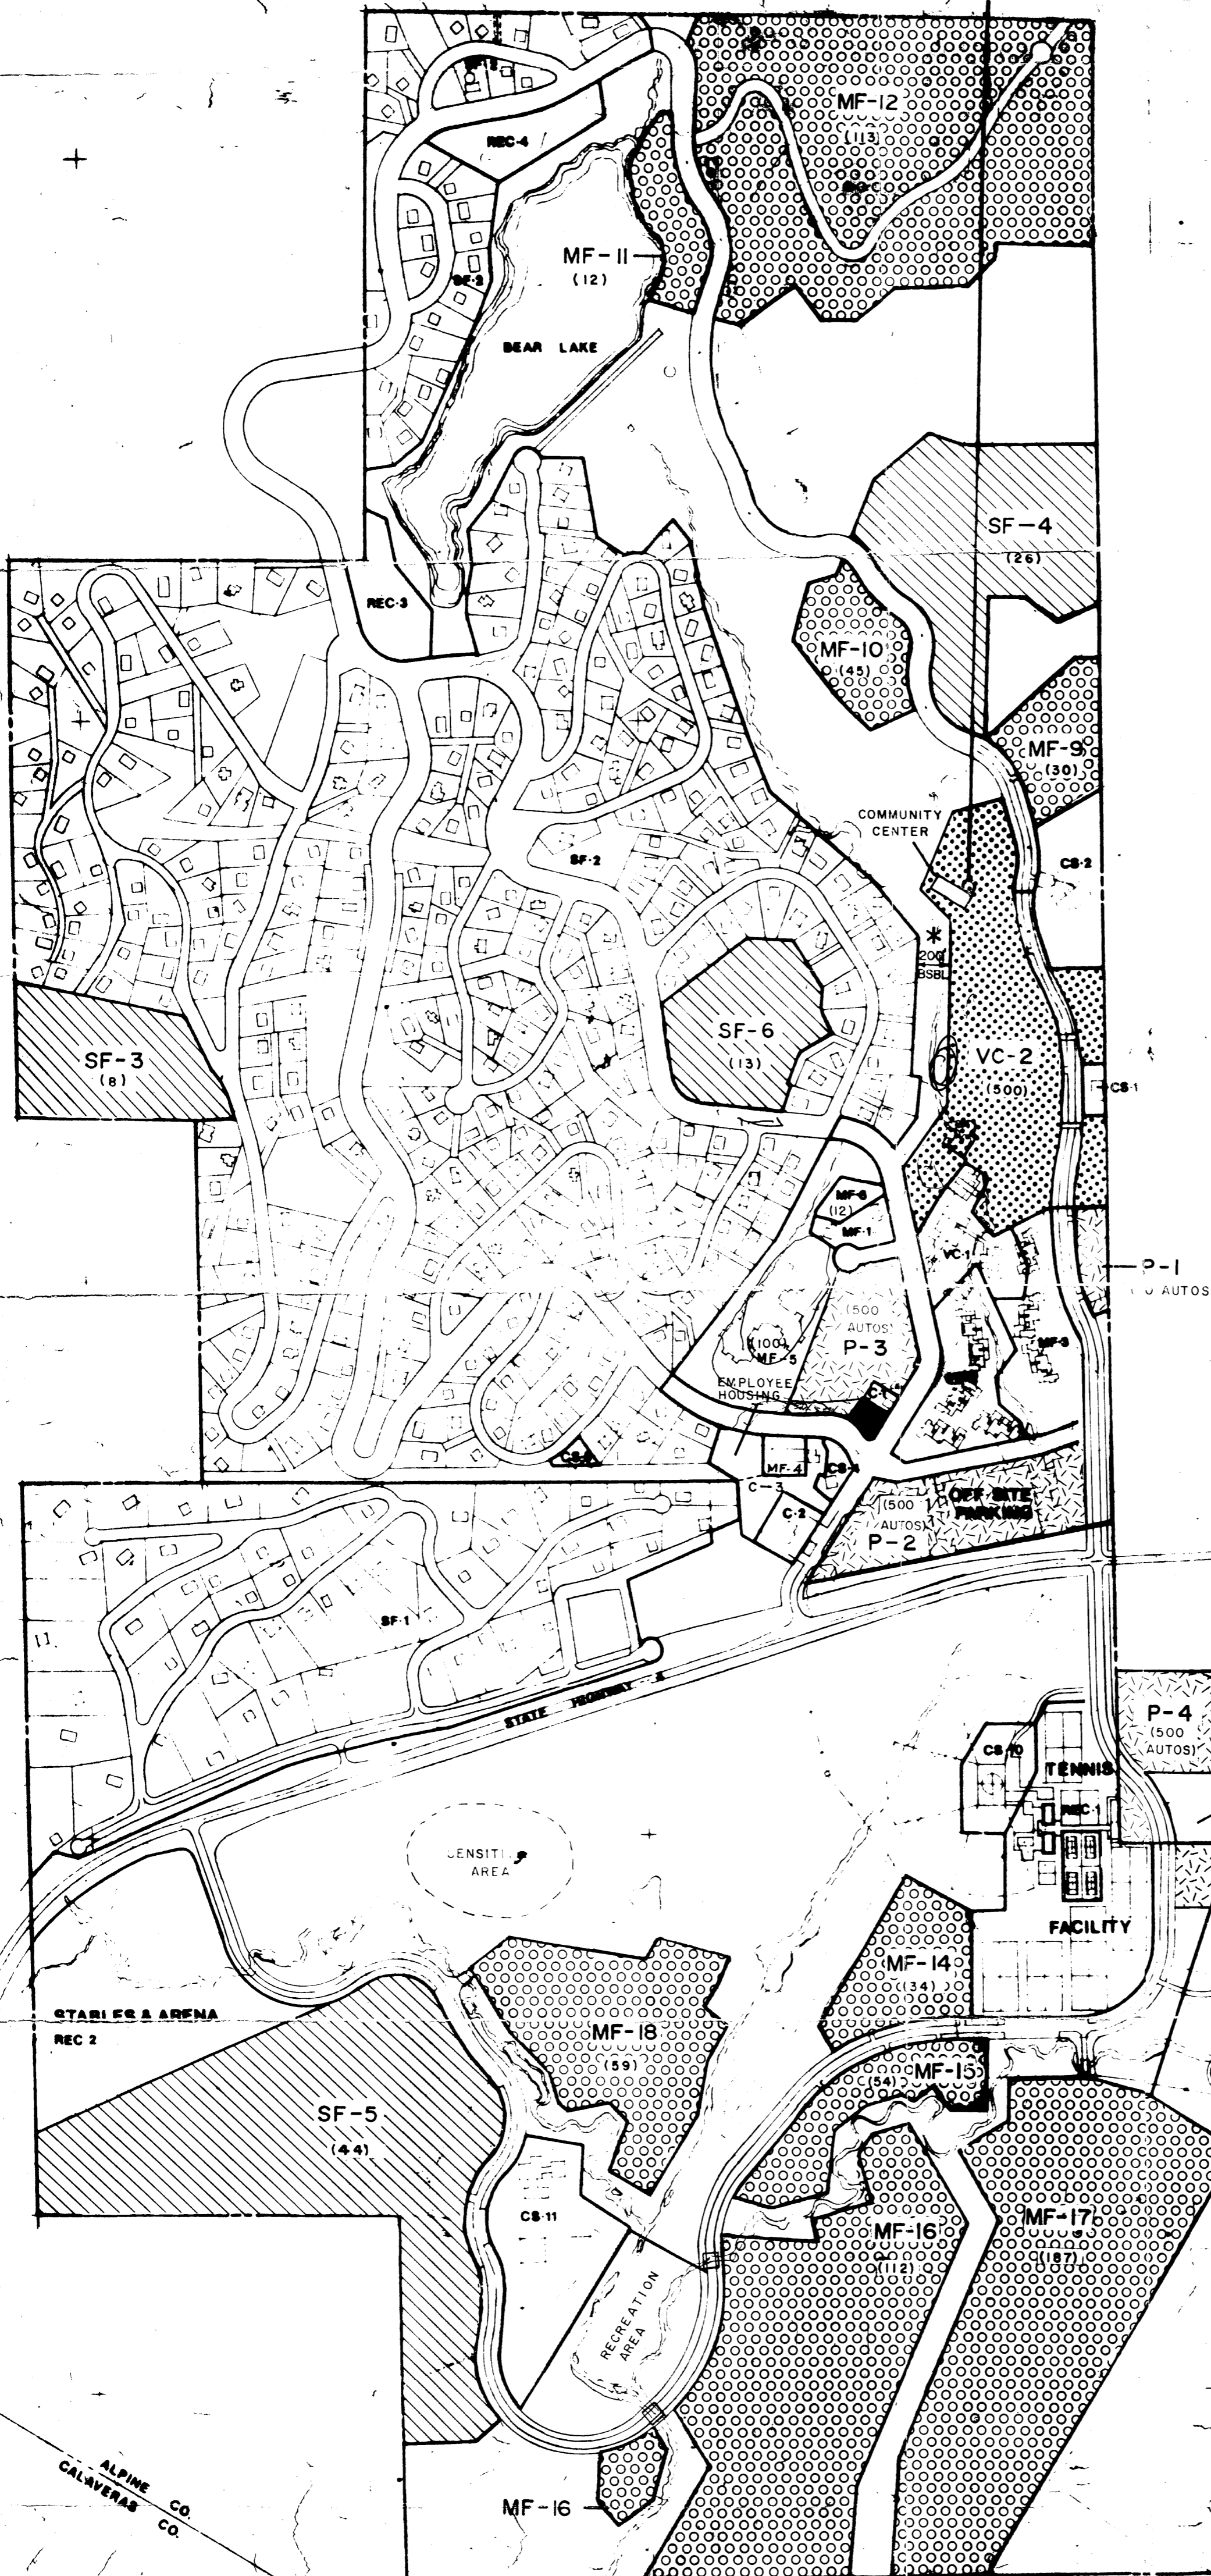 MF-12
(113)
REC-4
MF-11
(12)
SF-2
BEAR LAKE
SF-4
(26)
REC-3
MF-10
(45)
MF-9
(30)
COMMUNITY
CENTER
SF-2
CS-2
200'
BSBL
SF-6
(13)
SF-3
(8)
VC-2
(500)
CS-1
MF-6
(12)
MF-1
VC-1
P-1
AUTOS
(500
AUTOS)
P-3
(100)
MF-5
MF-3
EMPLOYEE
HOUSING
MF-4
CS-4
C-3
C-2
(500
AUTOS)
P-2
OFF SITE
PARKING
SF-1
STATE HIGHWAY 4
P-4
(500
AUTOS)
CS-10
TENNIS
REC-1
AREA
FACILITY
MF-14
(34)
STABLES & ARENA
REC 2
MF-18
(59)
MF-15
(54)
SF-5
(44)
CS-11
MF-16
(112)
MF-17
(187)
RECREATION
AREA
ALPINE CO.
CALAVERAS CO.
MF-16